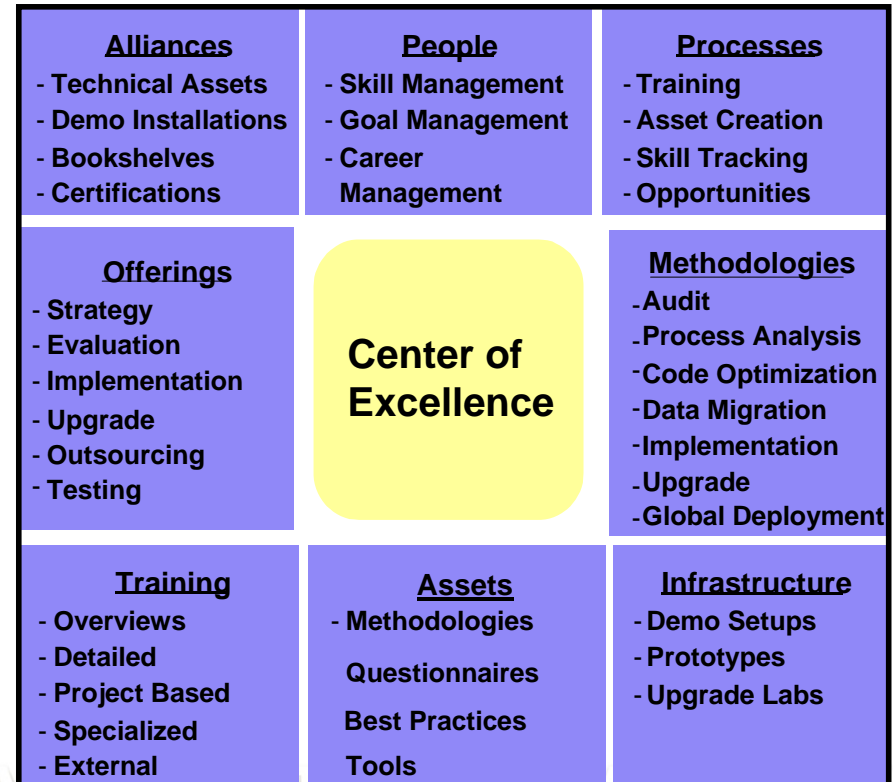 Alliances
- Technical Assets
- Demo Installations
- Bookshelves
- Certifications
People
- Skill Management
- Goal Management
- Career
Management
Processes
- Training
- Asset Creation
- Skill Tracking
- Opportunities
Offerings
- Strategy
- Evaluation
- Implementation
- Upgrade
- Outsourcing
- Testing
Center of
Excellence
Methodologies
- Audit
- Process Analysis
- Code Optimization
- Data Migration
- Implementation
- Upgrade
- Global Deployment
Training
- Overviews
- Detailed
- Project Based
- Specialized
- External
Assets
- Methodologies
Questionnaires
Best Practices
Tools
Infrastructure
- Demo Setups
- Prototypes
- Upgrade Labs